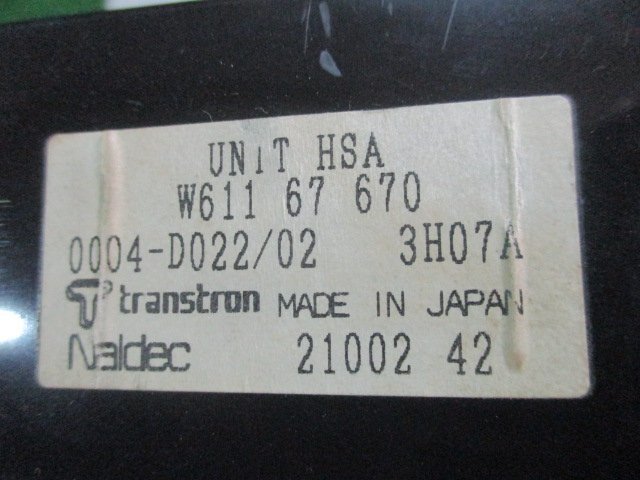 UNiT HSA
W611 67 670
0004-D022/02 3H07A
transtron MADE IN JAPAN
Naldec 21002 42